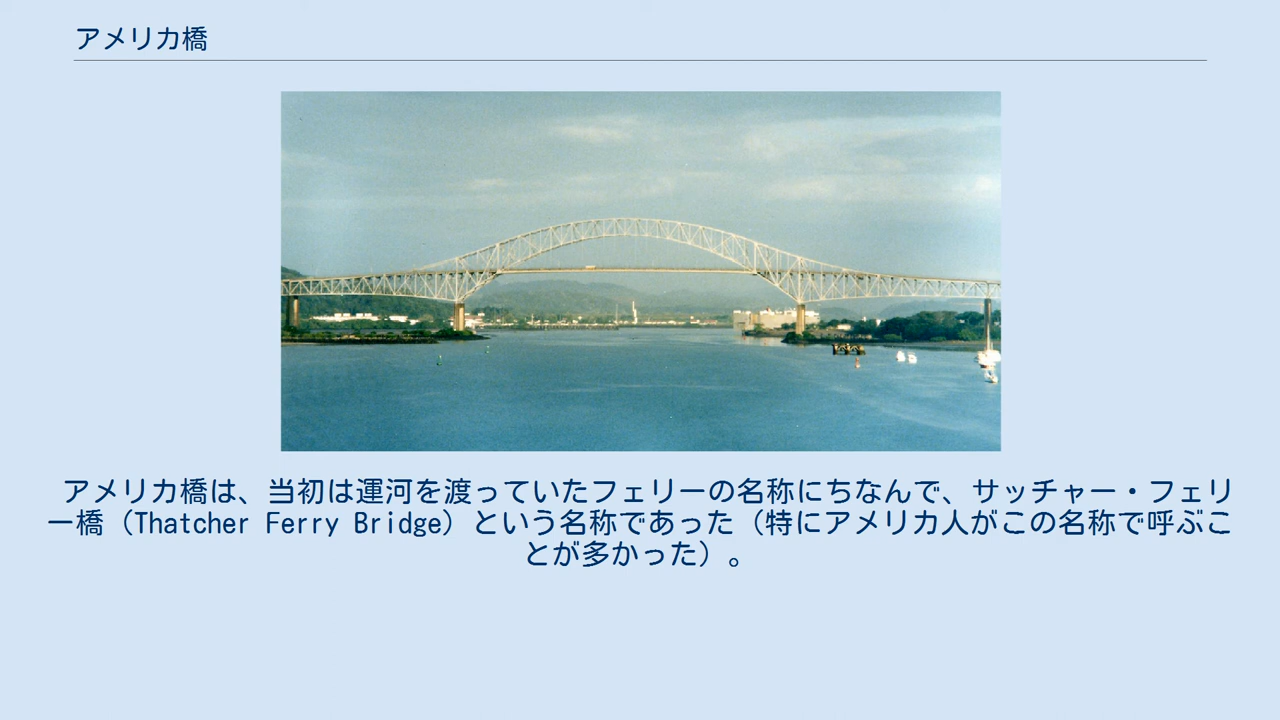 アメリカ橋
アメリカ橋は、当初は運河を渡っていたフェリーの名称にちなんで、サッチャー・フェリ
ー橋（Thatcher Ferry Bridge）という名称であった（特にアメリカ人がこの名称で呼ぶこ
とが多かった）。